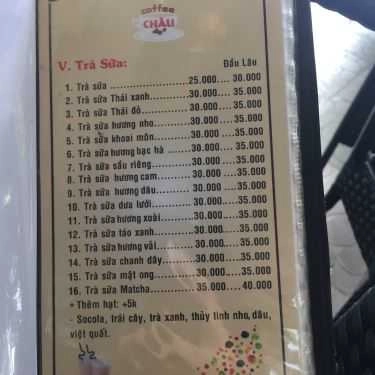 coffee
CHÂU
V. Trà Sữa:
Đầu Lâu
1. Trà sữa ........................ 25.000.... 30.000
2. Trà sữa Thái xanh............30.000.... 35.000
3. Trà sữa Thái đỏ..............30.000.... 35.000
4. Trà sữa hương nho............30.000.... 35.000
5. Trà sữa khoai môn............30.000.... 35.000
6. Trà sữa hương bạc hà .......30.000.... 35.000
7. Trà sữa sầu riêng............30.000.... 35.000
8. Trà sữa hương cam..........30.000.... 35.000
9. Trà sữa hương dâu..........30.000.... 35.000
10. Trà sữa dưa lưới..........30.000.....35.000
11. Trà sữa hương xoài........30.000.....35.000
12. Trà sữa táo xanh..........30.000.....35.000
13. Trà sữa hương vải.........30.000.....35.000
14. Trà sữa chanh dây.........30.000.....35.000
15. Trà sữa mật ong...........30.000.....35.000
16. Trà sữa Matcha............35.000.....40.000
+ Thêm hạt: +5k
- Socola, trái cây, trà xanh, thủy tinh nho, dâu,
việt quất.